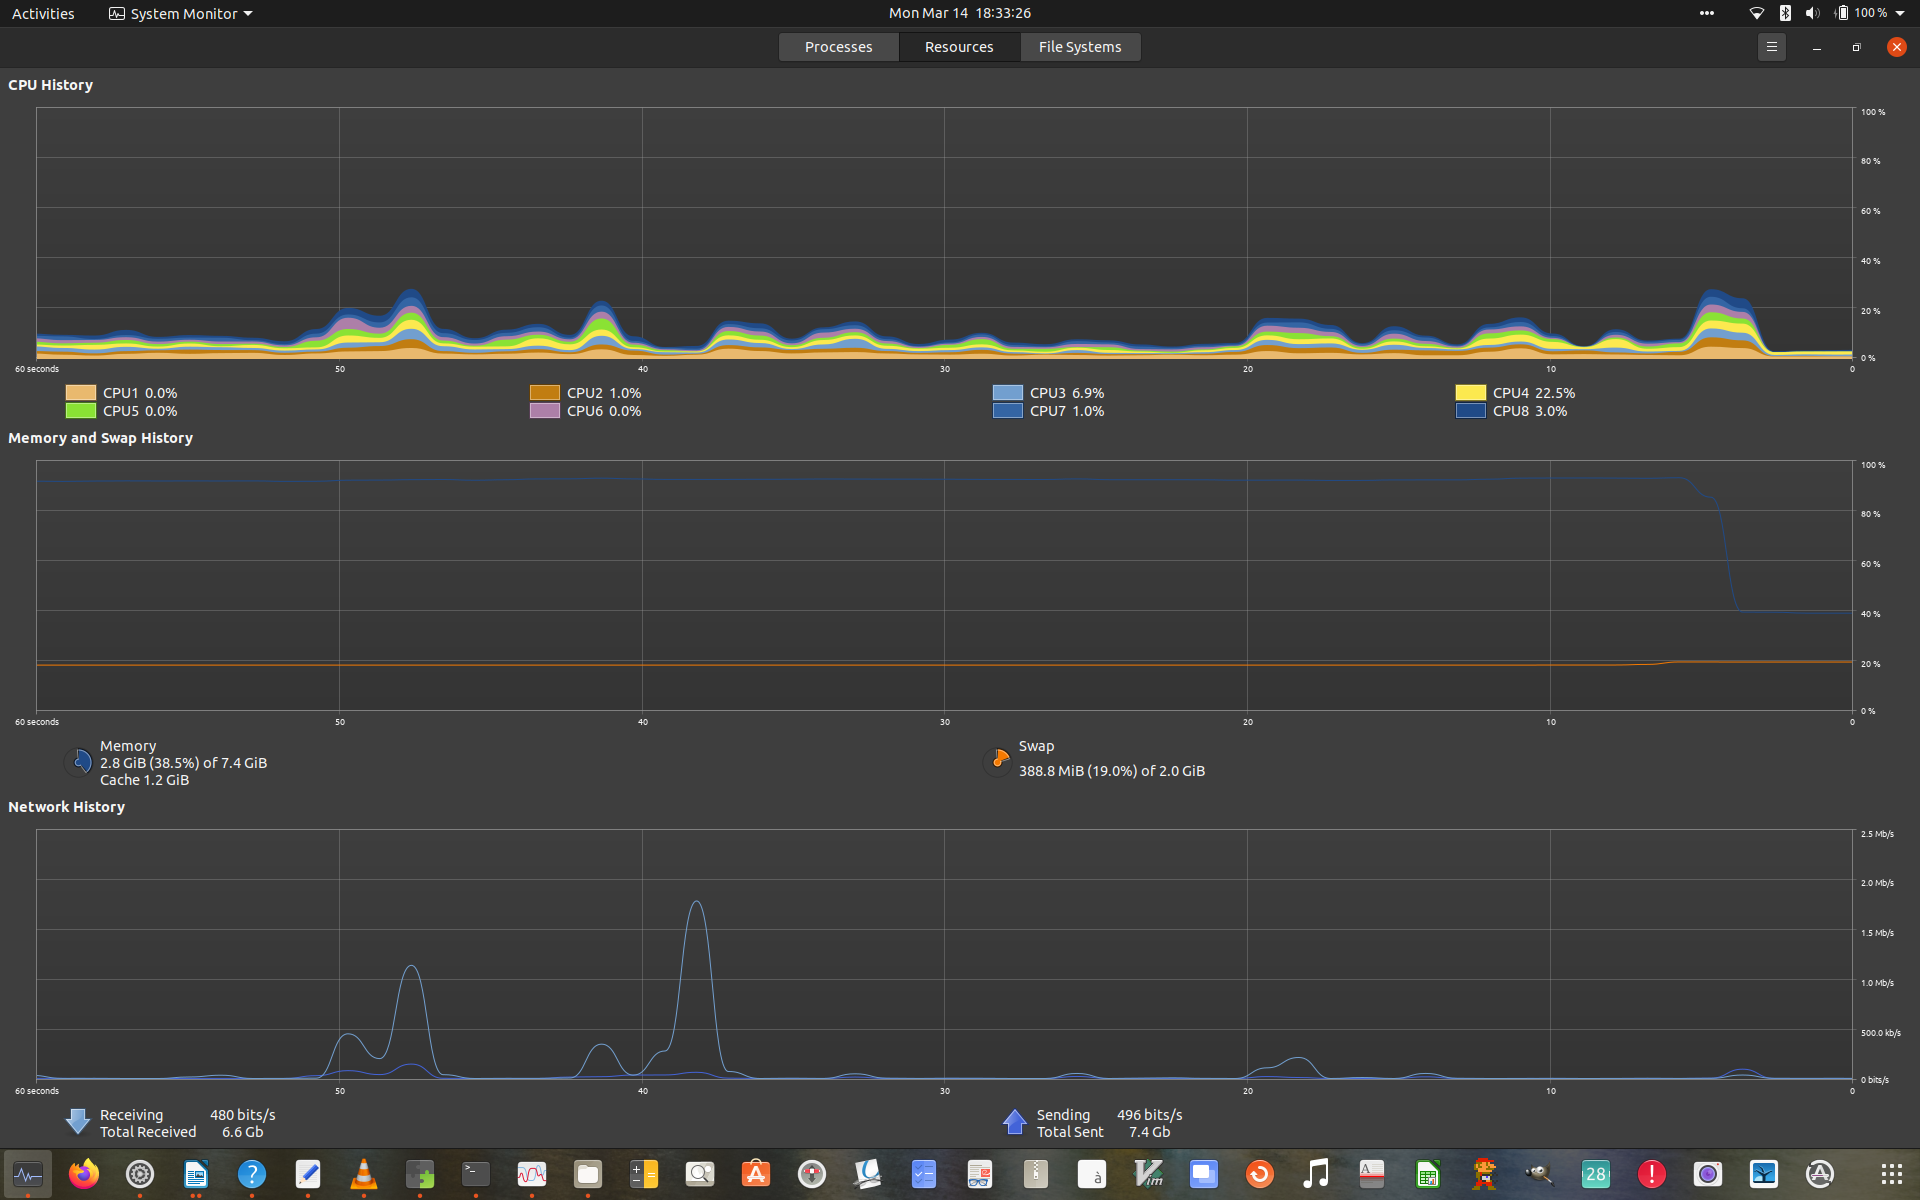 Activities
System Monitor
Mon Mar 14  18:33:26
100 %
Processes
Resources
File Systems
CPU History
100 %
80 %
60 %
40 %
20 %
0 %
60 seconds 50 40 30 20 10 0
CPU1 0.0%
CPU2 1.0%
CPU3 6.9%
CPU4 22.5%
CPU5 0.0%
CPU6 0.0%
CPU7 1.0%
CPU8 3.0%
Memory and Swap History
100 %
80 %
60 %
40 %
20 %
0 %
60 seconds 50 40 30 20 10 0
Memory
2.8 GiB (38.5%) of 7.4 GiB
Cache 1.2 GiB
Swap
388.8 MiB (19.0%) of 2.0 GiB
Network History
2.5 Mb/s
2.0 Mb/s
1.5 Mb/s
1.0 Mb/s
500.0 kb/s
0 bits/s
60 seconds 50 40 30 20 10 0
Receiving 480 bits/s
Total Received 6.6 Gb
Sending 496 bits/s
Total Sent 7.4 Gb
?
>_
à
Vim
A
28
!